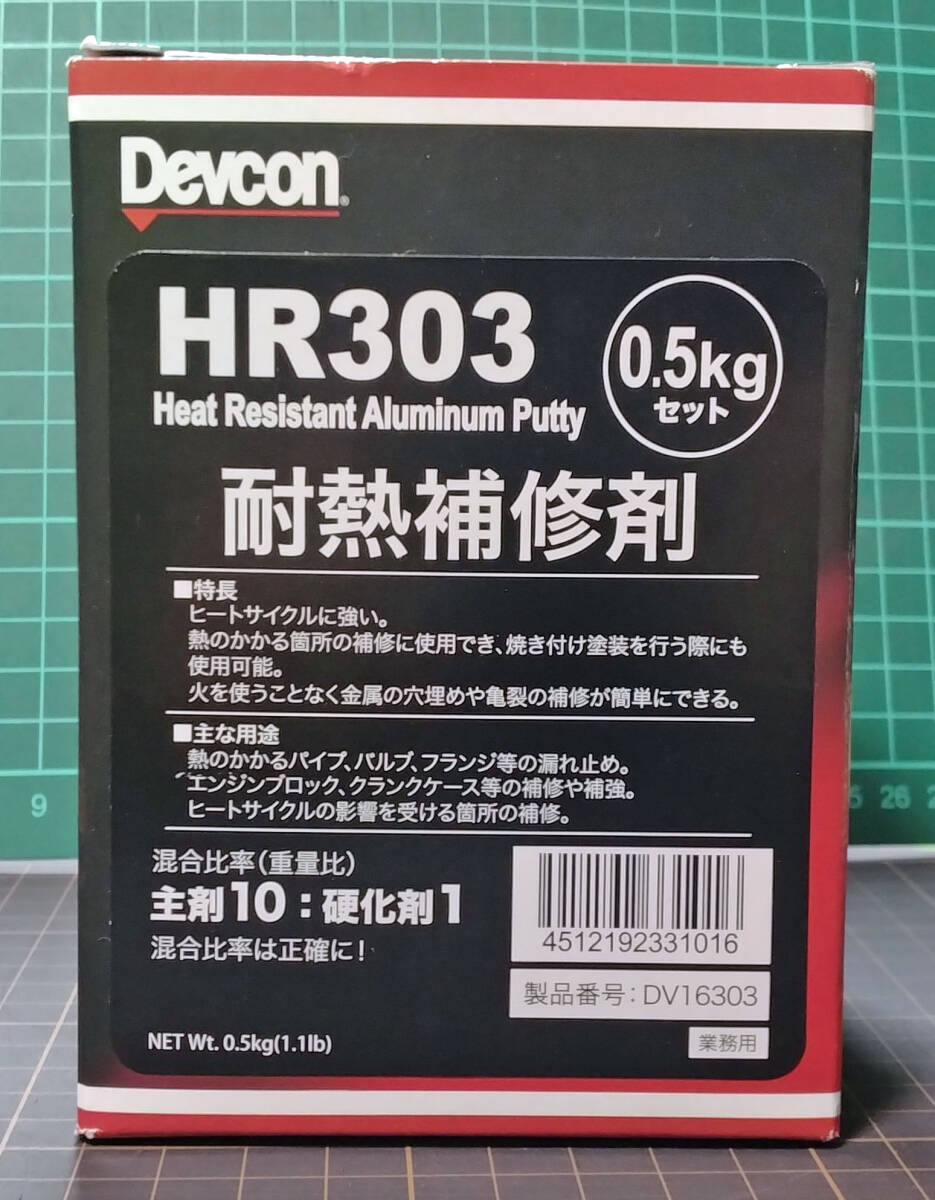 Devcon®
HR303
0.5kg
セット
Heat Resistant Aluminum Putty
耐熱補修剤
■特長
ヒートサイクルに強い。
熱のかかる箇所の補修に使用でき、焼き付け塗装を行う際にも
使用可能。
火を使うことなく金属の穴埋めや亀裂の補修が簡単にできる。
■主な用途
熱のかかるパイプ、バルブ、フランジ等の漏れ止め。
エンジンブロック、クランクケース等の補修や補強。
ヒートサイクルの影響を受ける箇所の補修。
混合比率（重量比）
主剤10：硬化剤1
混合比率は正確に！
4512192331016
製品番号：DV16303
NET Wt. 0.5kg(1.1lb)
業務用
9
26